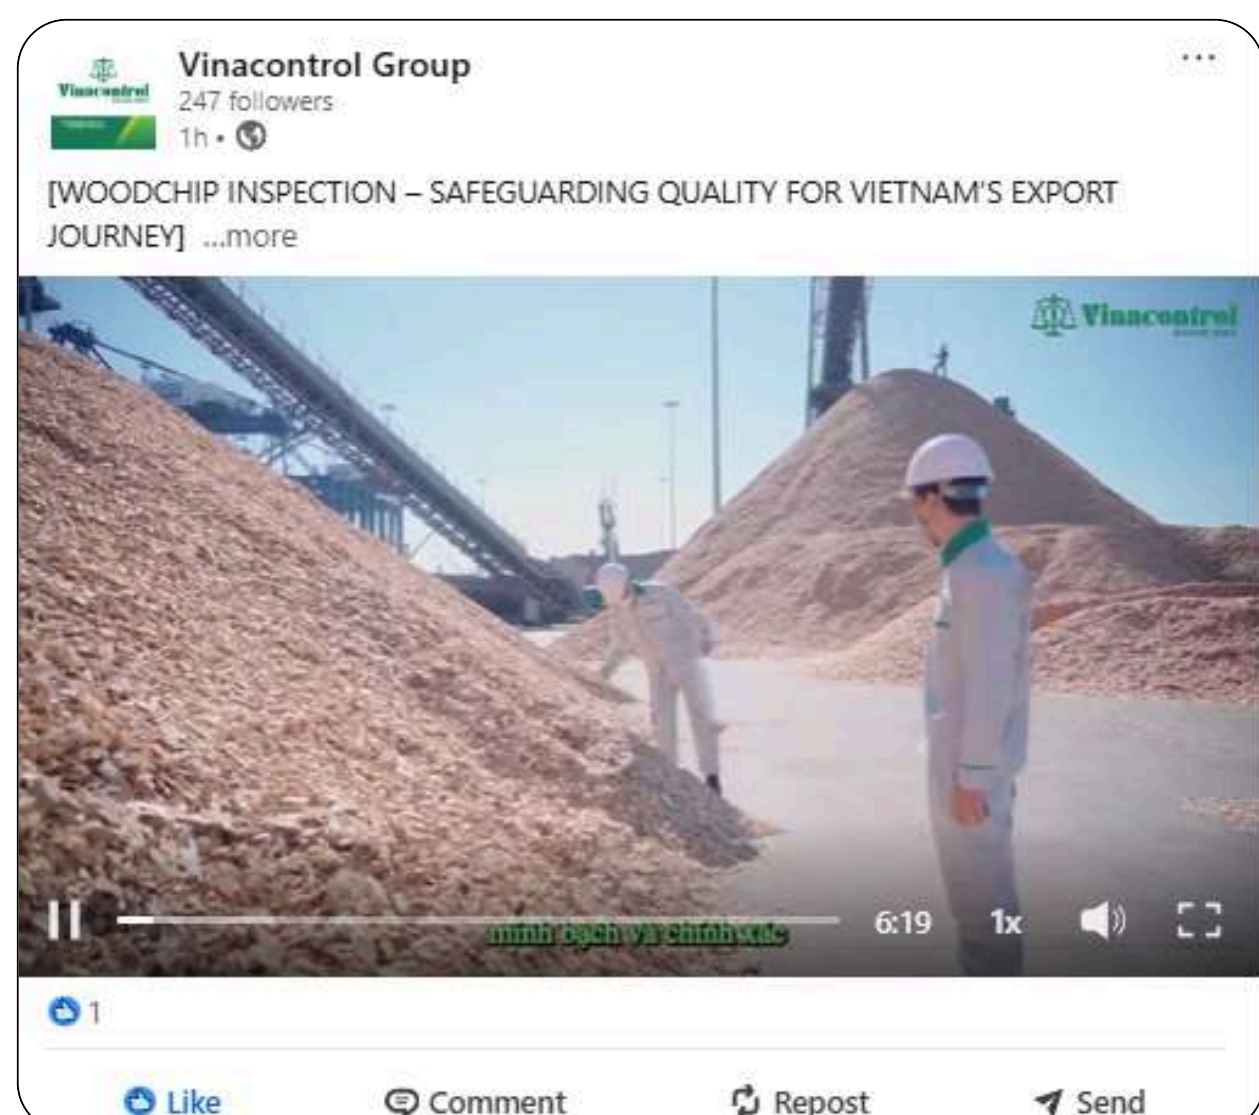 Vinacontrol
Vinacontrol Group
247 followers
1h •
[WOODCHIP INSPECTION – SAFEGUARDING QUALITY FOR VIETNAM'S EXPORT
JOURNEY] ...more
Vinacontrol
6:19 1x
minh bạch và chính xác
1
Like Comment Repost Send